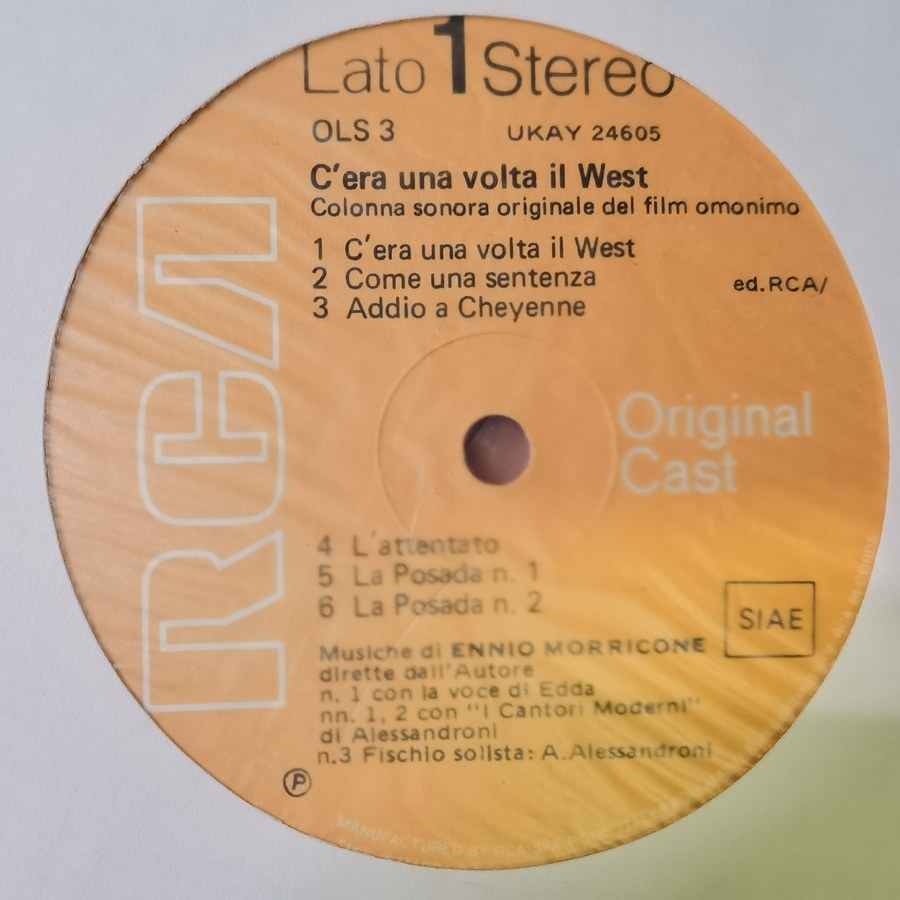 Lato 1 Stereo
OLS 3 UKAY 24605
C'era una volta il West
Colonna sonora originale del film omonimo
1 C'era una volta il West
2 Come una sentenza
3 Addio a Cheyenne
ed.RCA/
RCA
Original
Cast
4 L'attentato
5 La Posada n. 1
6 La Posada n. 2
SIAE
Musiche di ENNIO MORRICONE
dirette dall'Autore
n. 1 con la voce di Edda
nn. 1, 2 con "I Cantori Moderni"
di Alessandroni
n.3 Fischio solista: A.Alessandroni
P
MANUFACTURED BY RCA SPA